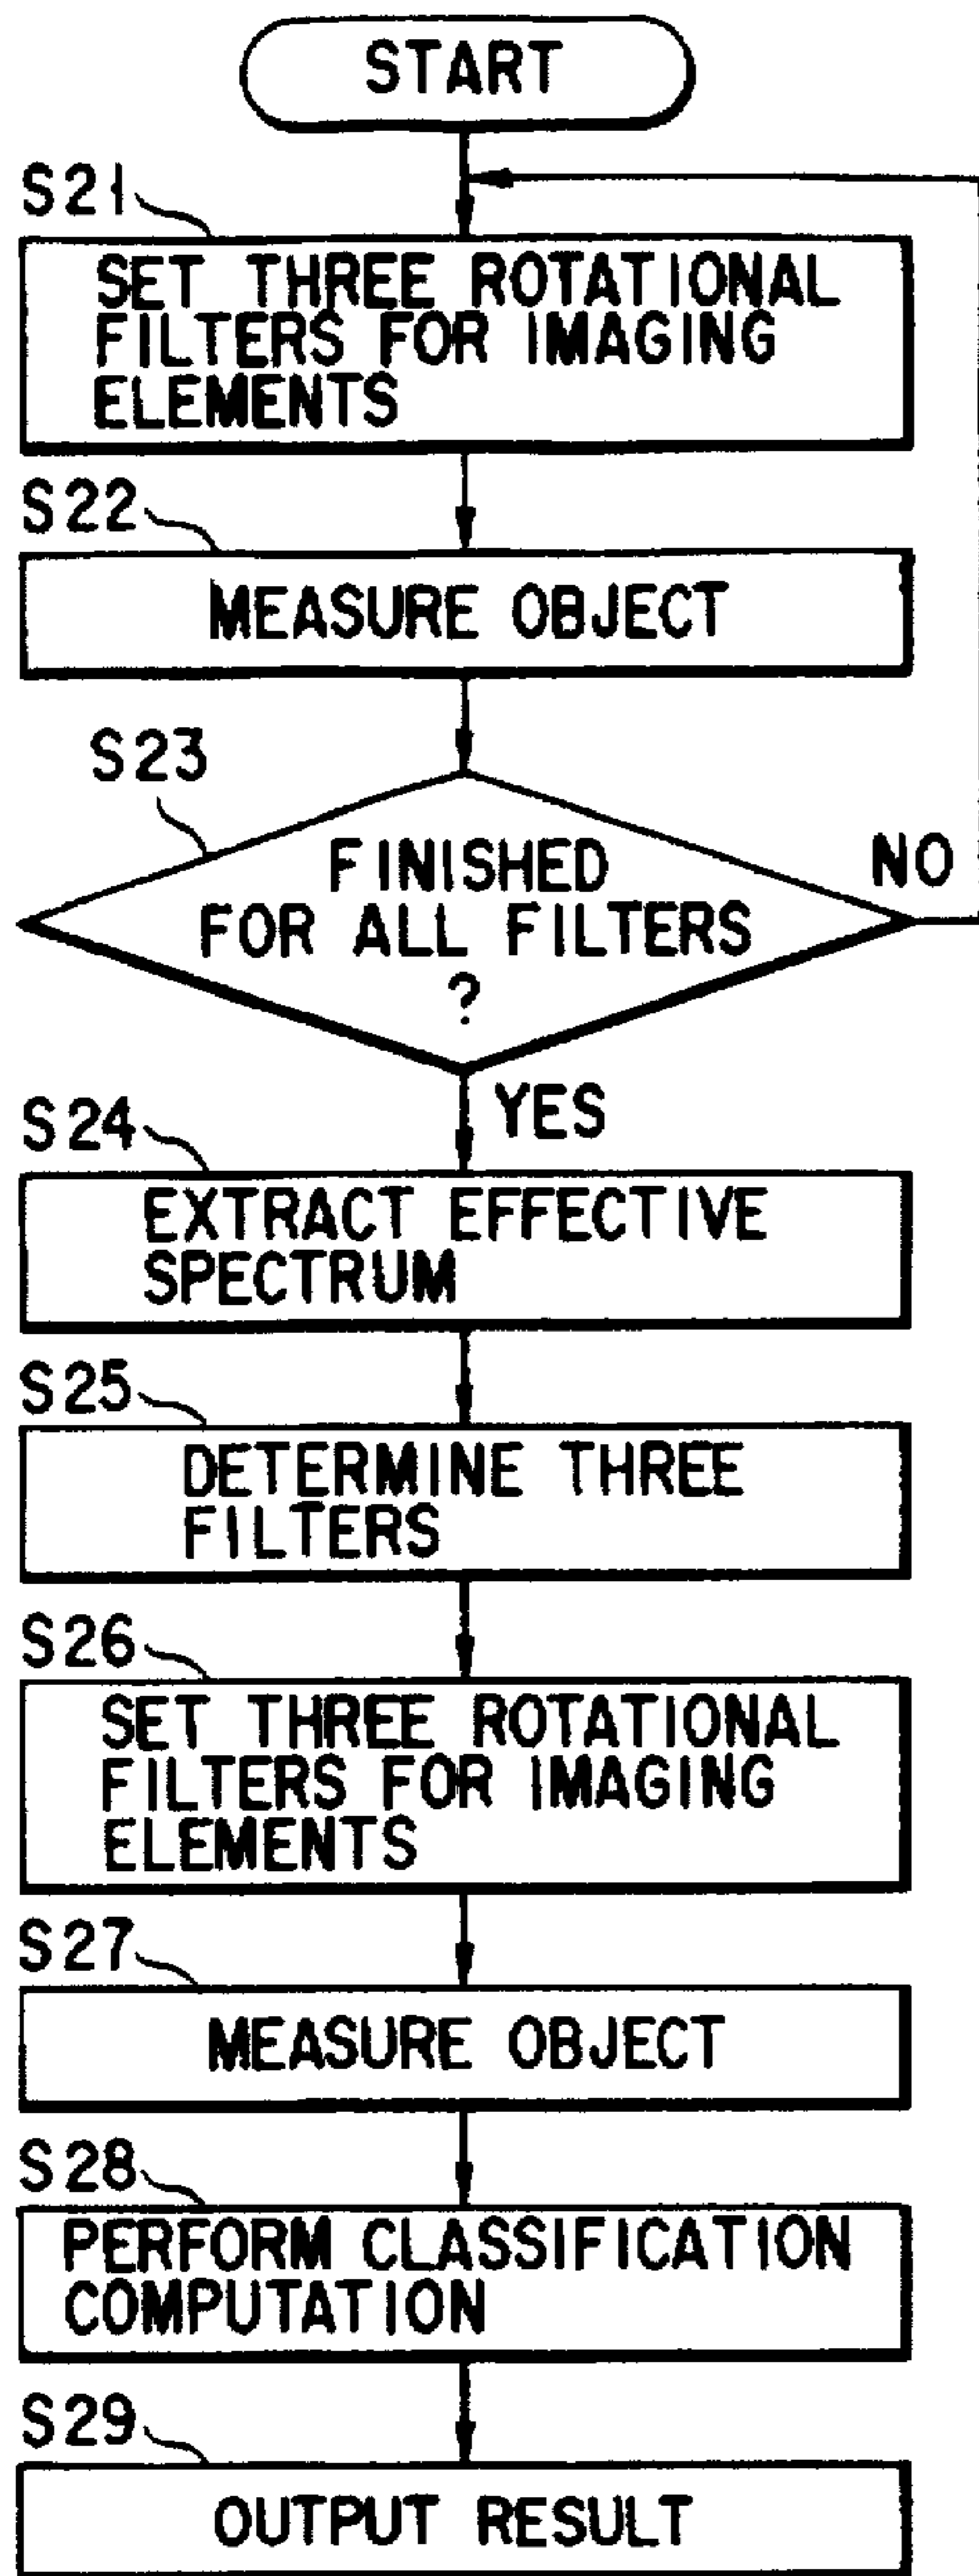 START
S21
SET THREE ROTATIONAL
FILTERS FOR IMAGING
ELEMENTS
S22
MEASURE OBJECT
S23
FINISHED
FOR ALL FILTERS
?
NO
YES
S24
EXTRACT EFFECTIVE
SPECTRUM
S25
DETERMINE THREE
FILTERS
S26
SET THREE ROTATIONAL
FILTERS FOR IMAGING
ELEMENTS
S27
MEASURE OBJECT
S28
PERFORM CLASSIFICATION
COMPUTATION
S29
OUTPUT RESULT